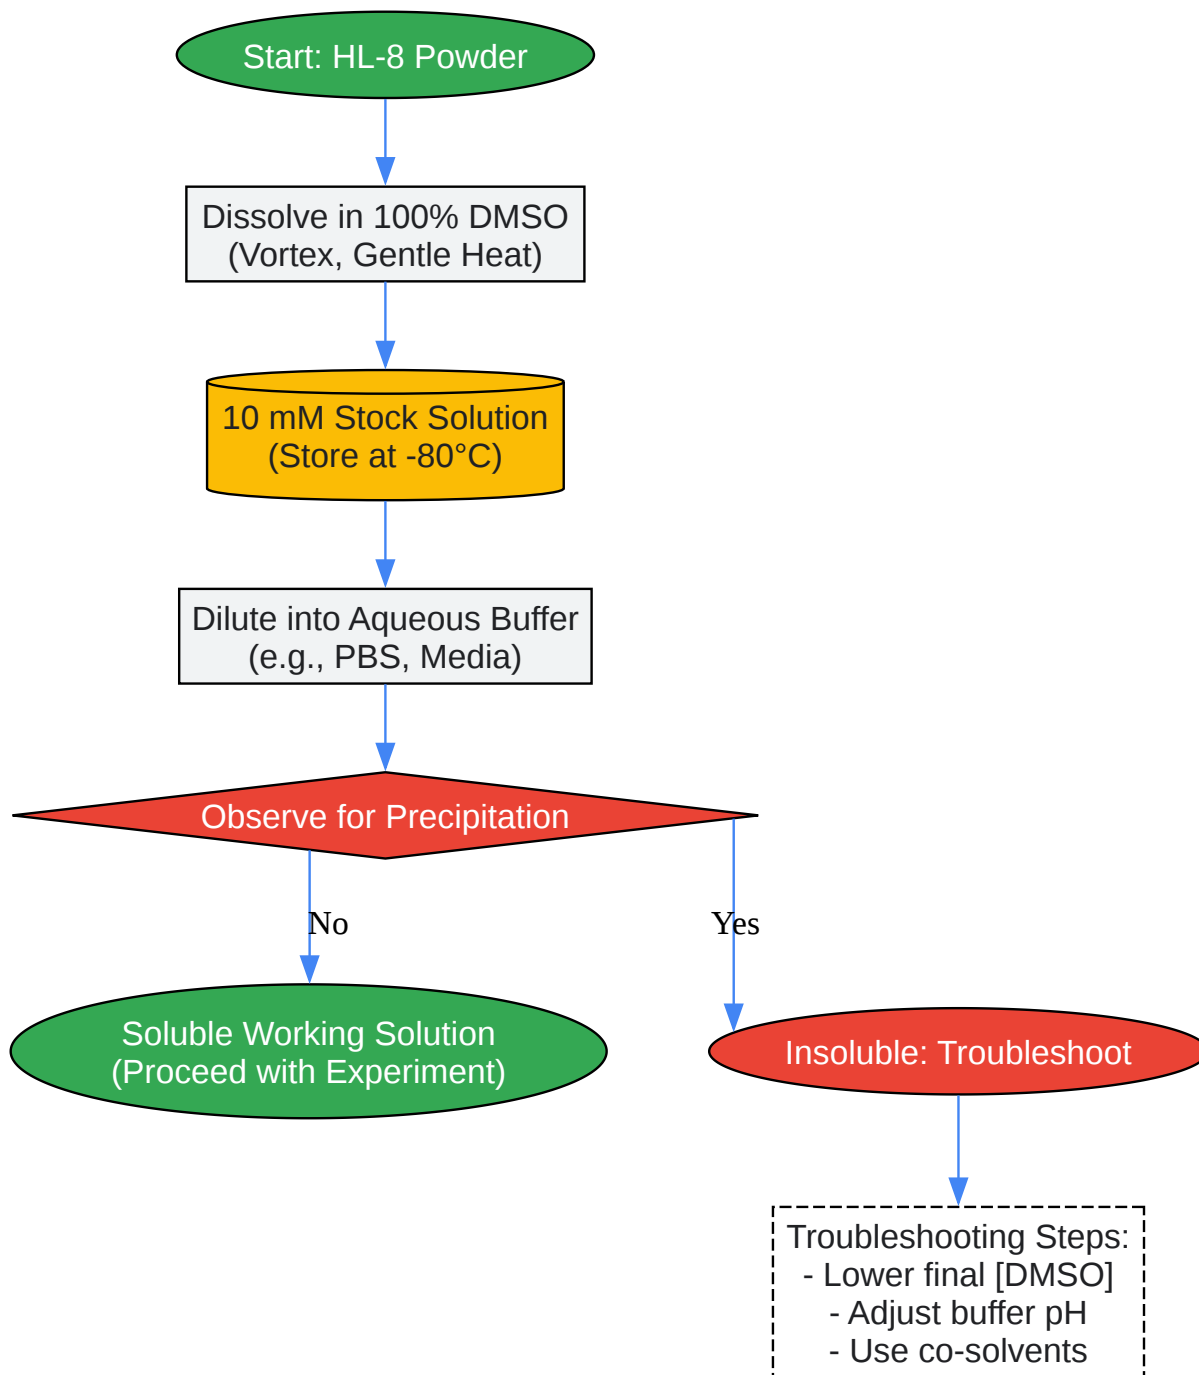 Start: HL-8 Powder
Dissolve in 100% DMSO
(Vortex, Gentle Heat)
10 mM Stock Solution
(Store at -80°C)
Dilute into Aqueous Buffer
(e.g., PBS, Media)
Observe for Precipitation
No
Yes
Soluble Working Solution
(Proceed with Experiment)
Insoluble: Troubleshoot
Troubleshooting Steps:
- Lower final [DMSO]
- Adjust buffer pH
- Use co-solvents